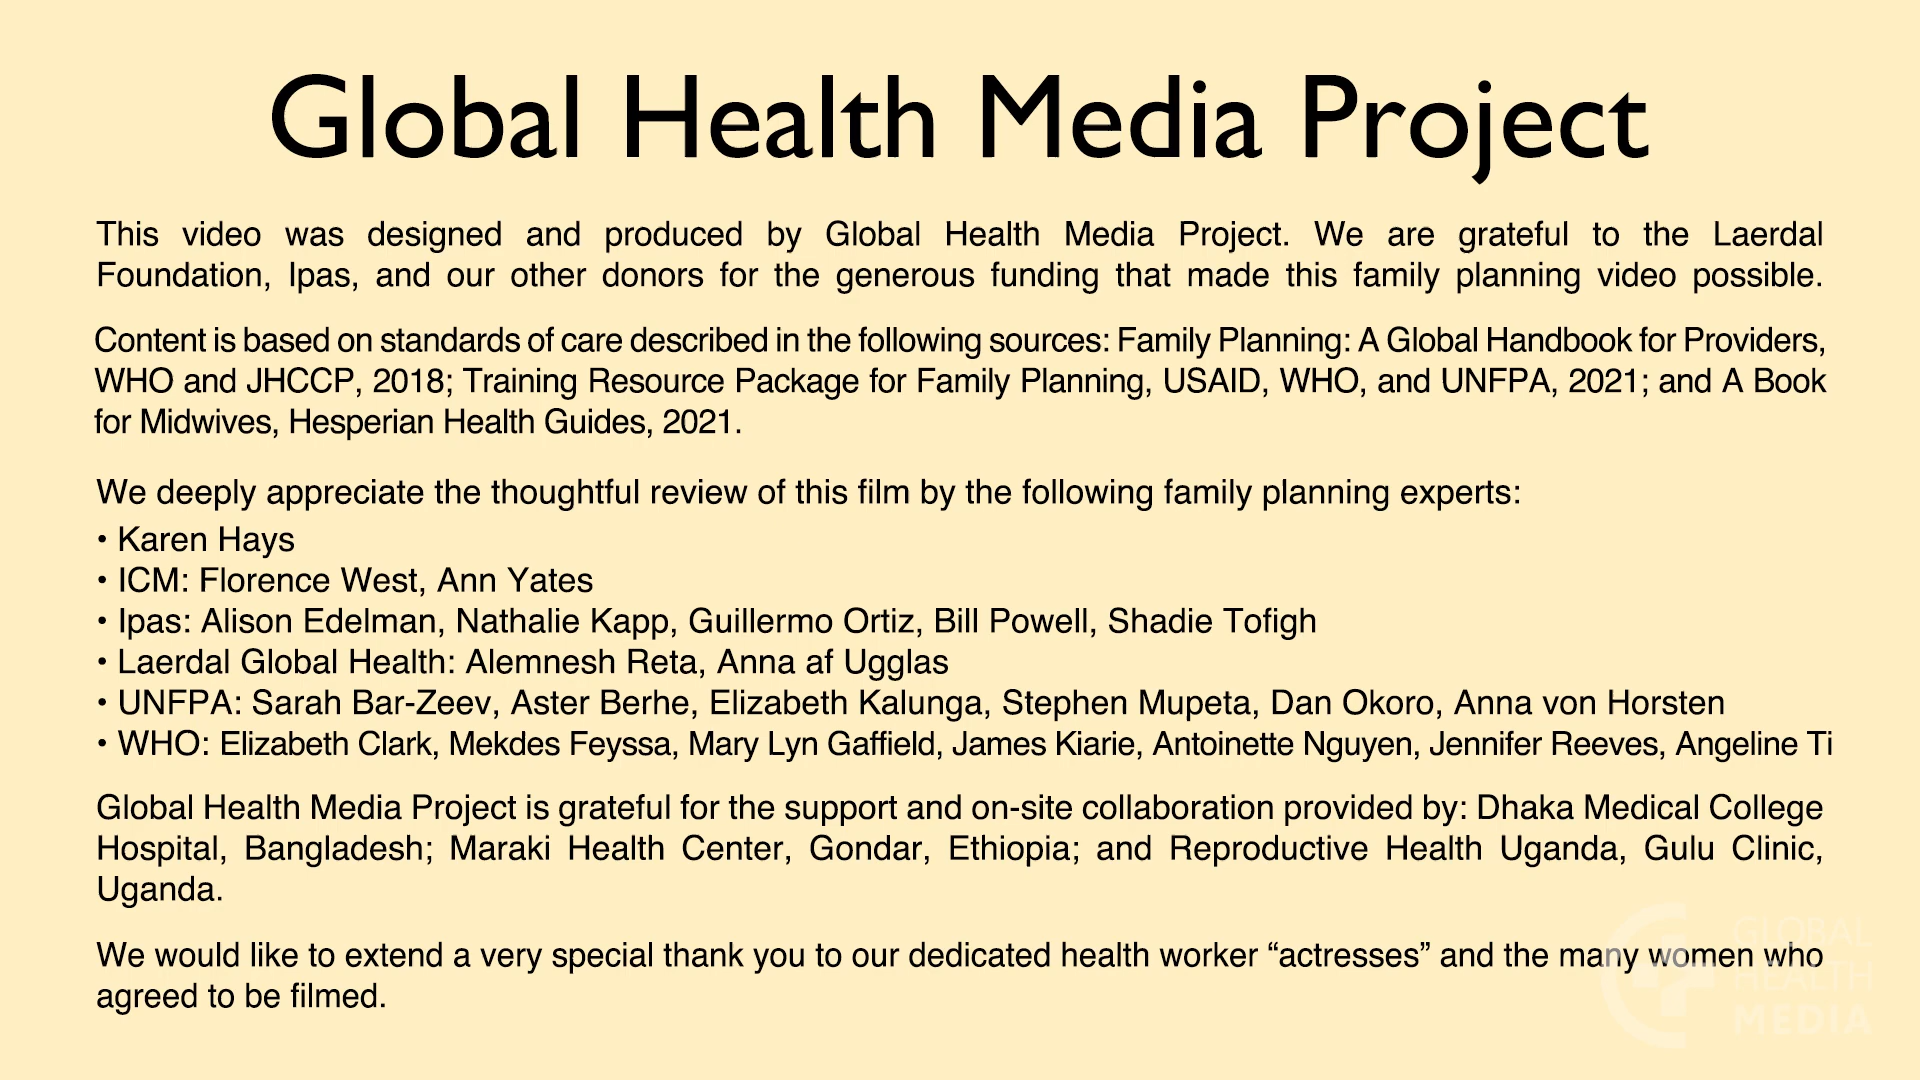 Global Health Media Project
This video was designed and produced by Global Health Media Project. We are grateful to the Laerdal
Foundation, Ipas, and our other donors for the generous funding that made this family planning video possible.
Content is based on standards of care described in the following sources: Family Planning: A Global Handbook for Providers,
WHO and JHCCP, 2018; Training Resource Package for Family Planning, USAID, WHO, and UNFPA, 2021; and A Book
for Midwives, Hesperian Health Guides, 2021.
We deeply appreciate the thoughtful review of this film by the following family planning experts:
• Karen Hays
• ICM: Florence West, Ann Yates
• Ipas: Alison Edelman, Nathalie Kapp, Guillermo Ortiz, Bill Powell, Shadie Tofigh
• Laerdal Global Health: Alemnesh Reta, Anna af Ugglas
• UNFPA: Sarah Bar-Zeev, Aster Berhe, Elizabeth Kalunga, Stephen Mupeta, Dan Okoro, Anna von Horsten
• WHO: Elizabeth Clark, Mekdes Feyssa, Mary Lyn Gaffield, James Kiarie, Antoinette Nguyen, Jennifer Reeves, Angeline Ti
Global Health Media Project is grateful for the support and on-site collaboration provided by: Dhaka Medical College
Hospital, Bangladesh; Maraki Health Center, Gondar, Ethiopia; and Reproductive Health Uganda, Gulu Clinic,
Uganda.
We would like to extend a very special thank you to our dedicated health worker “actresses” and the many women who
agreed to be filmed.
GLOBAL
HEALTH
MEDIA